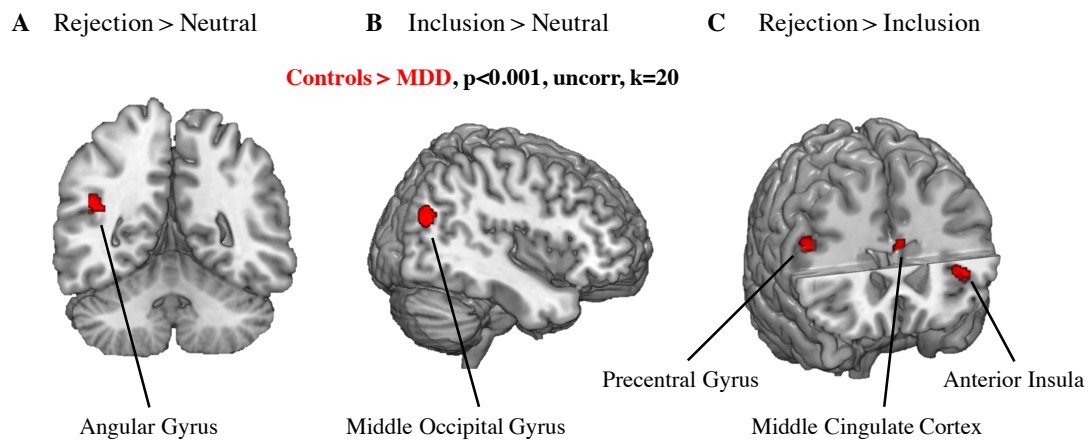 A Rejection > Neutral
B Inclusion > Neutral
C Rejection > Inclusion
Controls > MDD, p<0.001, uncorr, k=20
Precentral Gyrus
Anterior Insula
Angular Gyrus
Middle Occipital Gyrus
Middle Cingulate Cortex